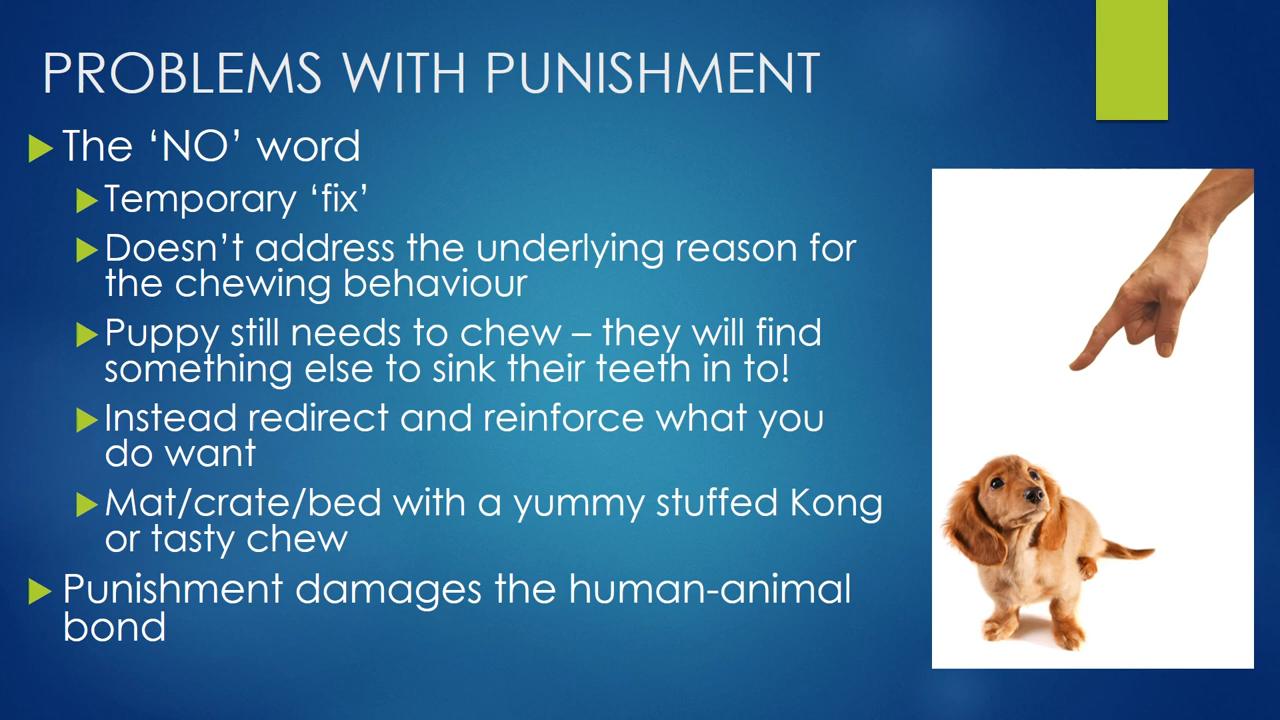 PROBLEMS WITH PUNISHMENT
The ‘NO’ word
Temporary ‘fix’
Doesn’t address the underlying reason for
the chewing behaviour
Puppy still needs to chew – they will find
something else to sink their teeth in to!
Instead redirect and reinforce what you
do want
Mat/crate/bed with a yummy stuffed Kong
or tasty chew
Punishment damages the human-animal
bond